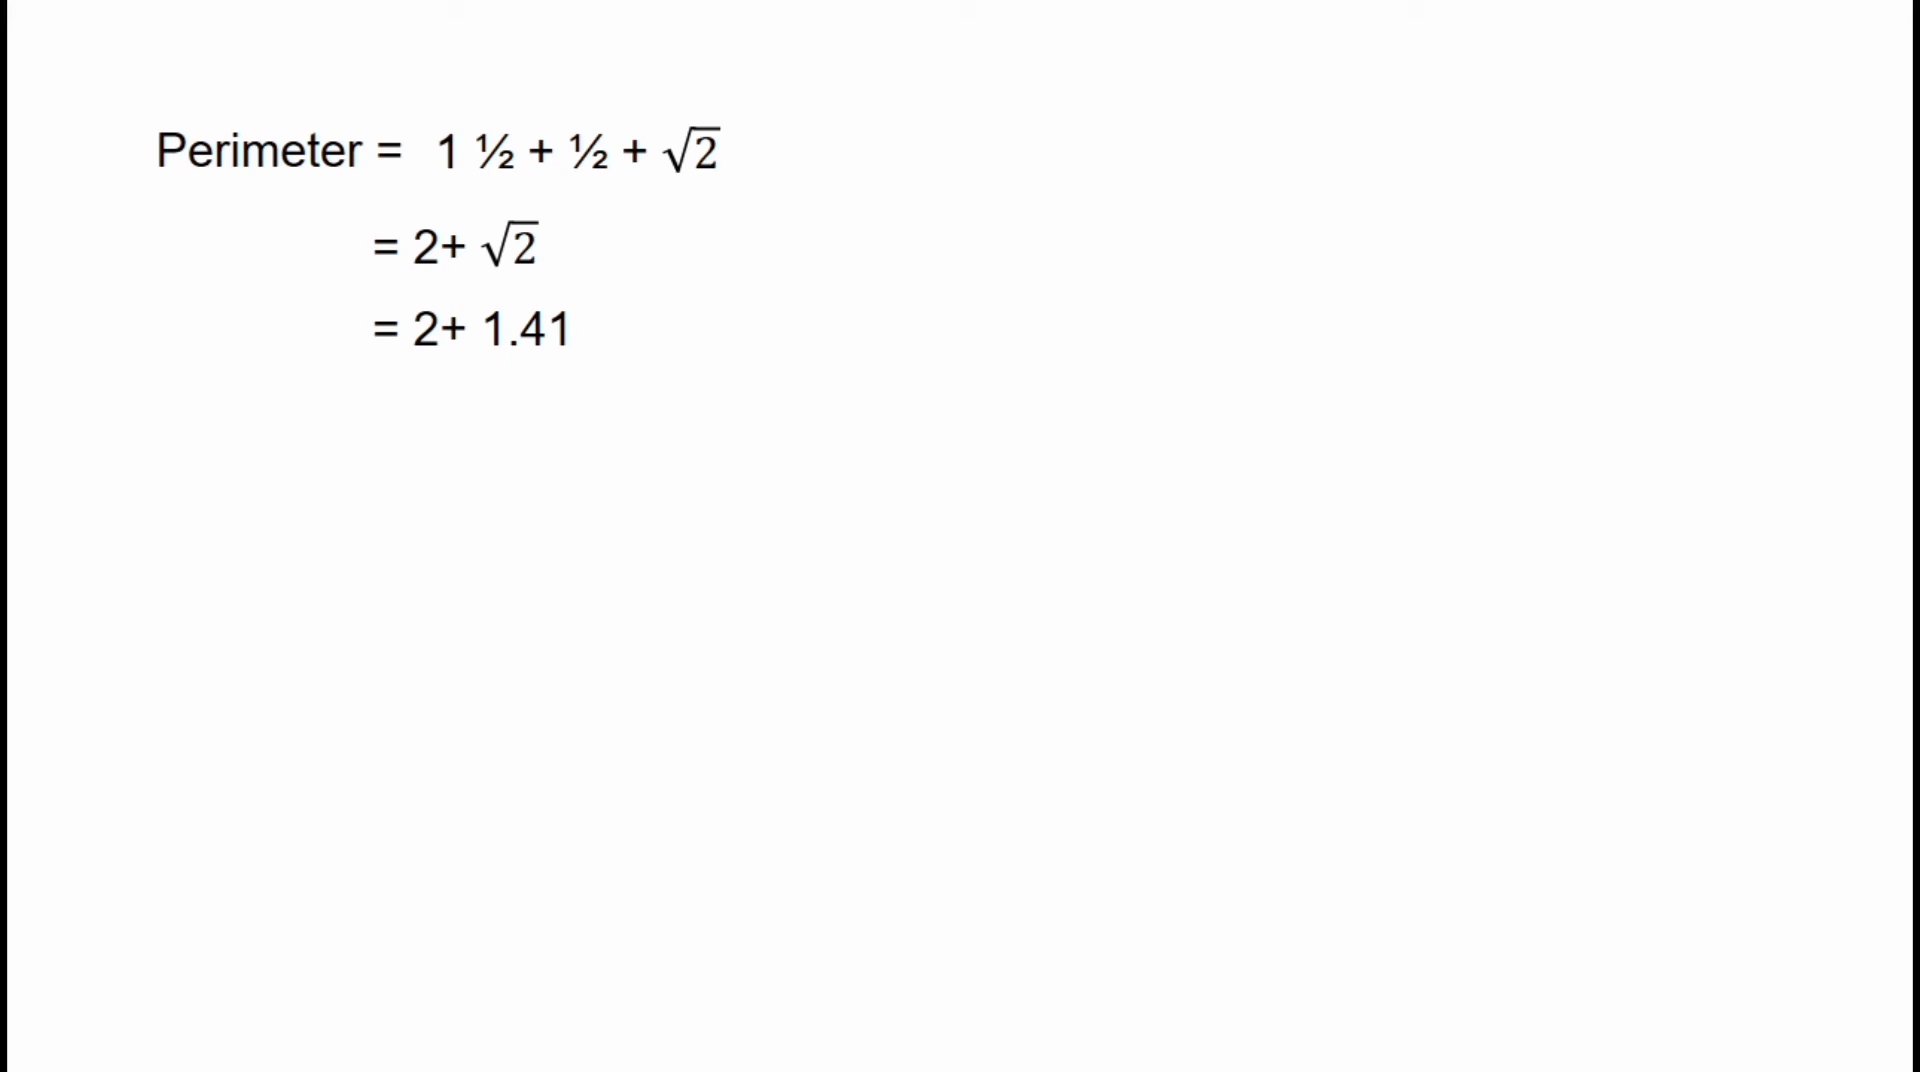 Perimeter = 1 ½ + ½ + √2
= 2+ √2
= 2+ 1.41